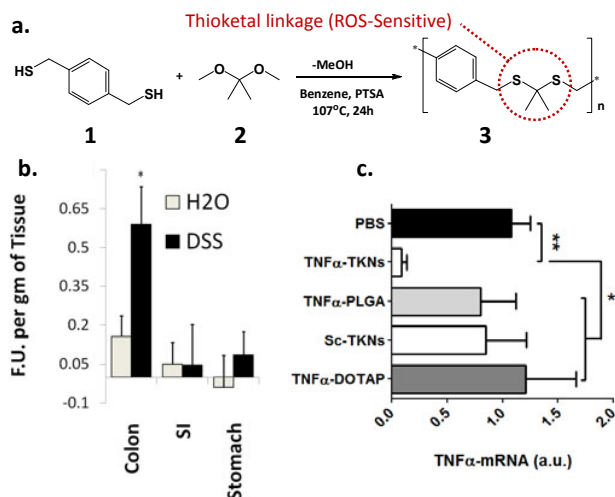 a.
Thioketal linkage (ROS-Sensitive)
HS
SH
1
+
O O
2
-MeOH
Benzene, PTSA
107°C, 24h
* S S *
n
3
b.
F.U. per gm of Tissue
0.65
0.5
0.35
0.2
0.05
-0.1
*
H2O
DSS
Colon
SI
Stomach
c.
PBS
TNFα-TKNs
TNFα-PLGA
Sc-TKNs
TNFα-DOTAP
**
*
0.0 0.5 1.0 1.5 2.0
TNFα-mRNA (a.u.)